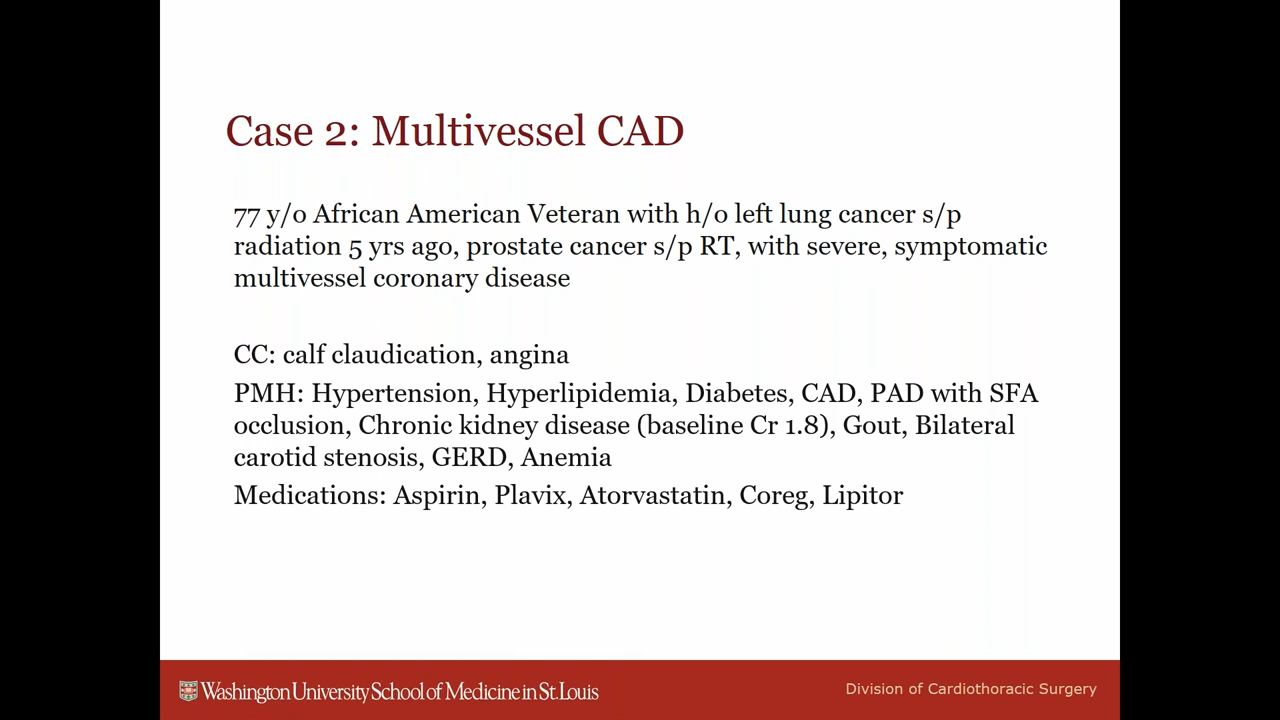 Case 2: Multivessel CAD
77 y/o African American Veteran with h/o left lung cancer s/p
radiation 5 yrs ago, prostate cancer s/p RT, with severe, symptomatic
multivessel coronary disease
CC: calf claudication, angina
PMH: Hypertension, Hyperlipidemia, Diabetes, CAD, PAD with SFA
occlusion, Chronic kidney disease (baseline Cr 1.8), Gout, Bilateral
carotid stenosis, GERD, Anemia
Medications: Aspirin, Plavix, Atorvastatin, Coreg, Lipitor
Washington University School of Medicine in St. Louis
Division of Cardiothoracic Surgery